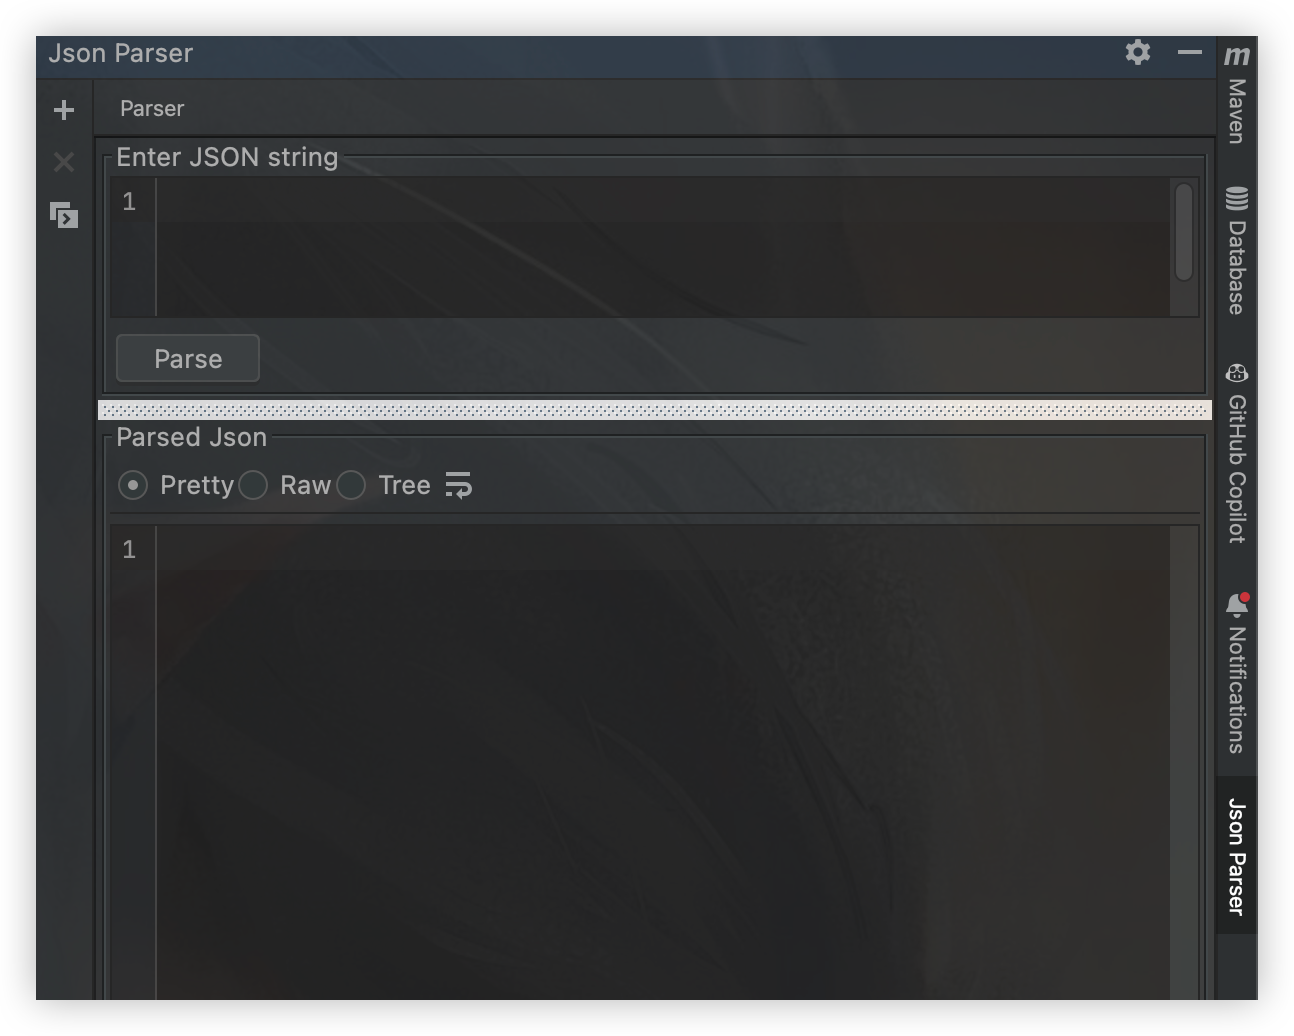 Json Parser
Parser
Enter JSON string
1
Parse
Parsed Json
Pretty Raw Tree
1
m Maven
Database
GitHub Copilot
Notifications
Json Parser